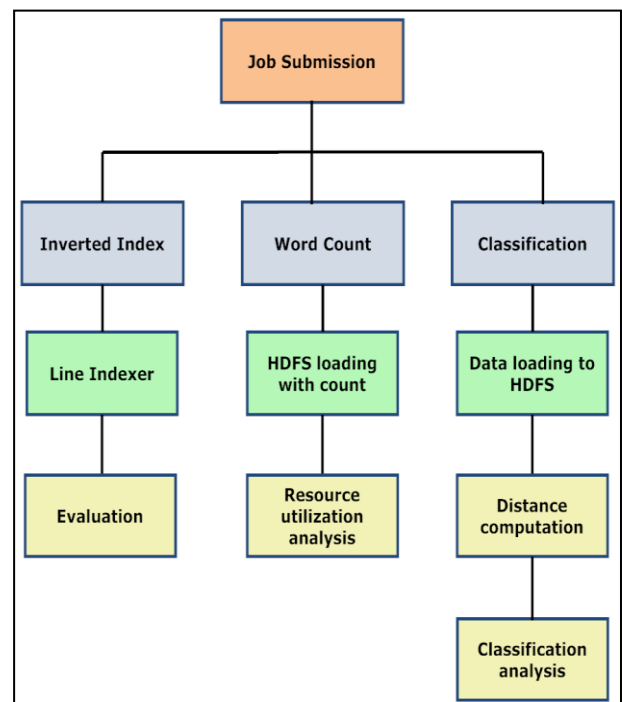 Job Submission
Inverted Index
Word Count
Classification
Line Indexer
HDFS loading
with count
Data loading to
HDFS
Evaluation
Resource
utilization
analysis
Distance
computation
Classification
analysis